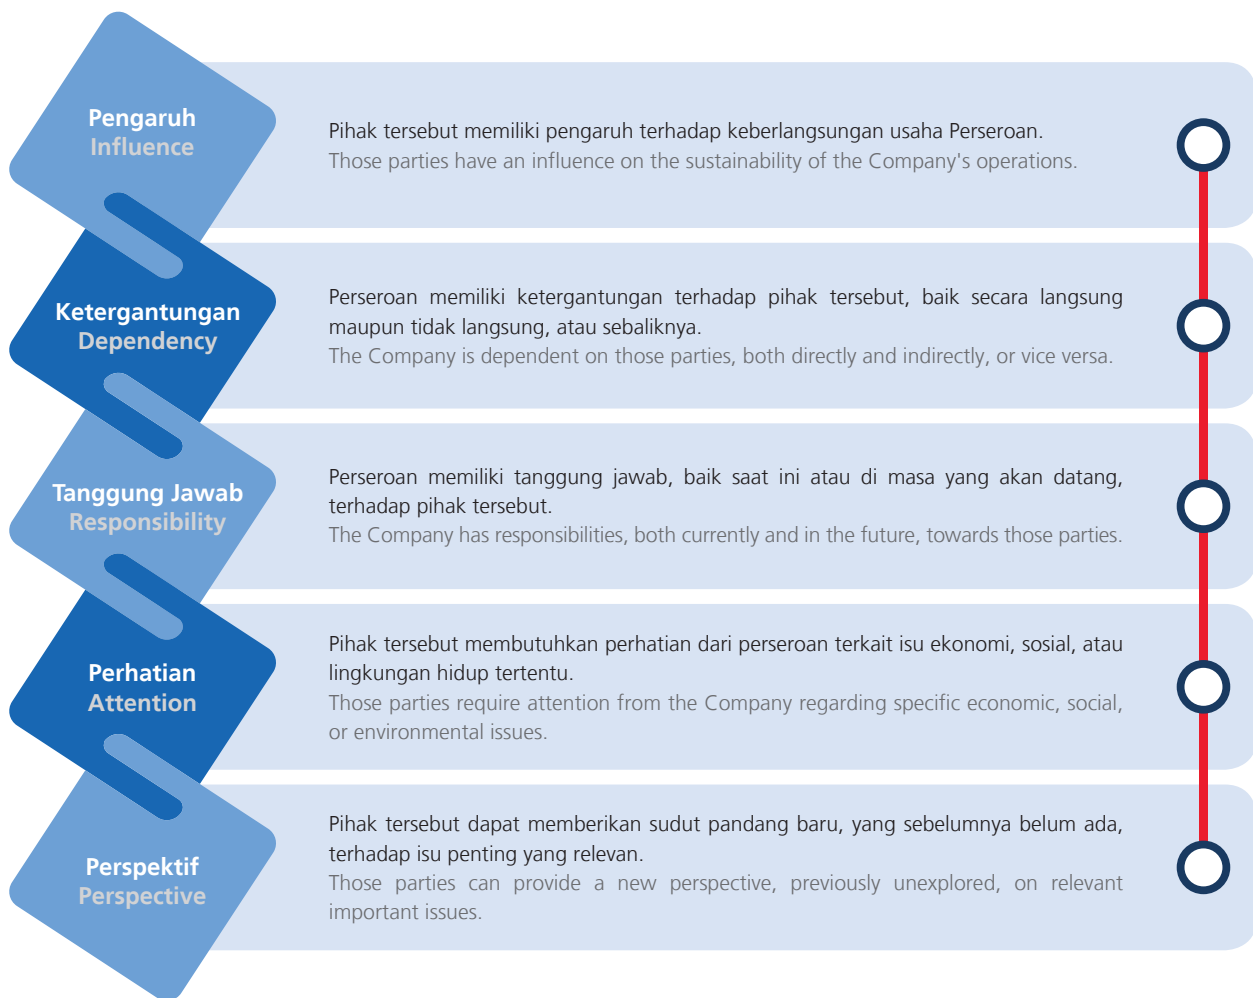 Pengaruh
Influence
Pihak tersebut memiliki pengaruh terhadap keberlangsungan usaha Perseroan.
Those parties have an influence on the sustainability of the Company's operations.
Ketergantungan
Dependency
Perseroan memiliki ketergantungan terhadap pihak tersebut, baik secara langsung
maupun tidak langsung, atau sebaliknya.
The Company is dependent on those parties, both directly and indirectly, or vice versa.
Tanggung Jawab
Responsibility
Perseroan memiliki tanggung jawab, baik saat ini atau di masa yang akan datang,
terhadap pihak tersebut.
The Company has responsibilities, both currently and in the future, towards those parties.
Perhatian
Attention
Pihak tersebut membutuhkan perhatian dari perseroan terkait isu ekonomi, sosial, atau
lingkungan hidup tertentu.
Those parties require attention from the Company regarding specific economic, social,
or environmental issues.
Perspektif
Perspective
Pihak tersebut dapat memberikan sudut pandang baru, yang sebelumnya belum ada,
terhadap isu penting yang relevan.
Those parties can provide a new perspective, previously unexplored, on relevant
important issues.